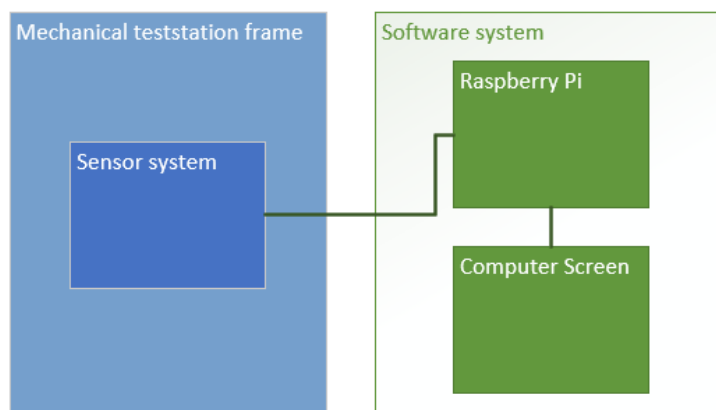 Mechanical teststation frame
Sensor system
Software system
Raspberry Pi
Computer Screen